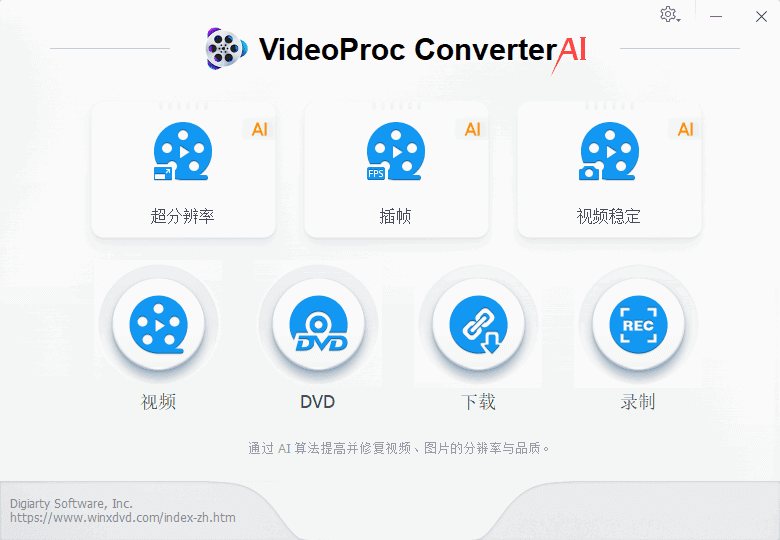 VideoProc ConverterAI
AI
AI
AI
FPS
超分辨率
插帧
视频稳定
DVD
REC
视频
DVD
下载
录制
通过 AI 算法提高并修复视频、图片的分辨率与品质。
Digiarty Software, Inc.
https://www.winxdvd.com/index-zh.htm